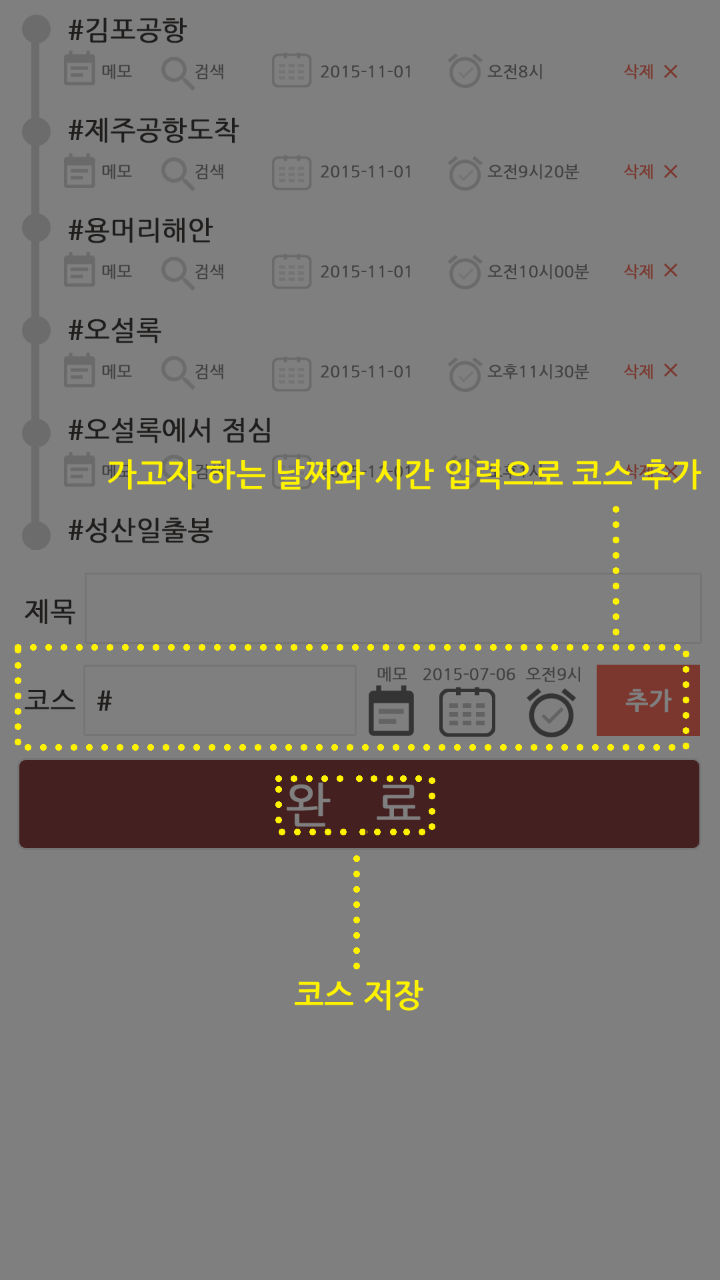 #김포공항
메모 검색 2015-11-01 오전8시 삭제 ×
#제주공항도착
메모 검색 2015-11-01 오전9시20분 삭제 ×
#용머리해안
메모 검색 2015-11-01 오전10시00분 삭제 ×
#오설록
메모 검색 2015-11-01 오후11시30분 삭제 ×
#오설록에서 점심
메모 검색 2015-11-01 삭제 ×
가고자 하는 날짜와 시간 입력으로 코스 추가
#성산일출봉
제목
메모 2015-07-06 오전9시
코스 # 추가
완 료
코스 저장